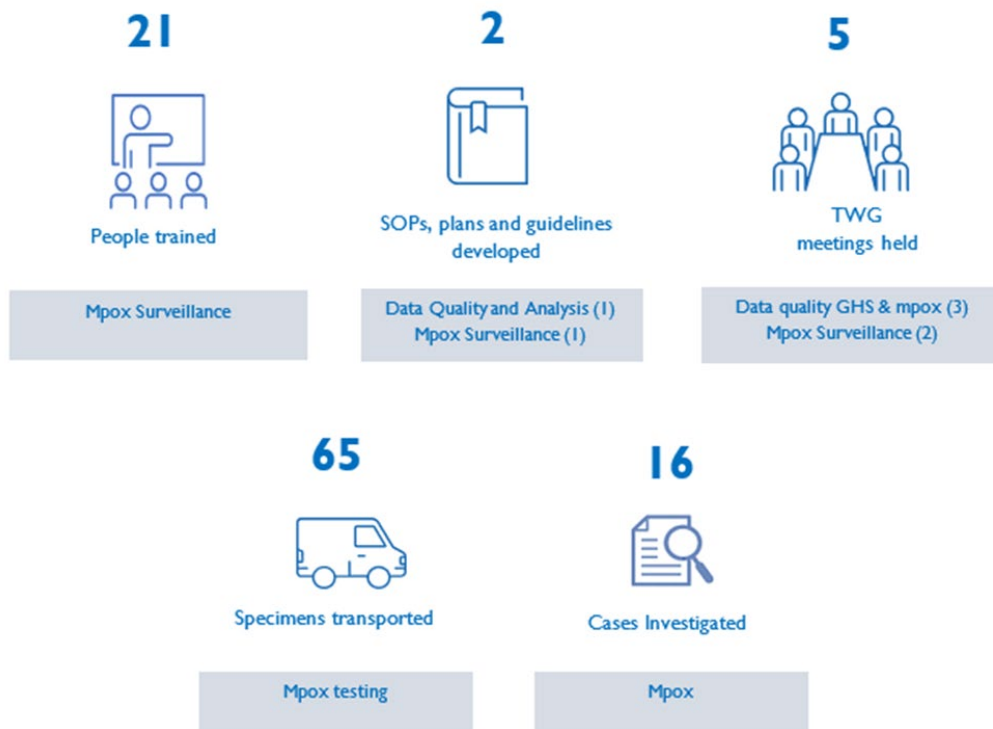 21
2
5
People trained
SOPs, plans and guidelines
developed
TWG
meetings held
Mpox Surveillance
Data Quality and Analysis (1)
Mpox Surveillance (1)
Data quality GHS & mpox (3)
Mpox Surveillance (2)
65
16
Specimens transported
Cases Investigated
Mpox testing
Mpox